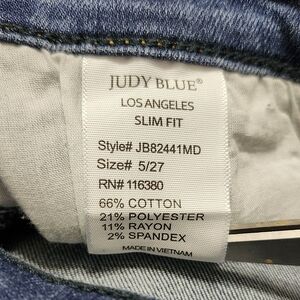 JUDY BLUE®
LOS ANGELES
SLIM FIT
Style# JB82441MD
Size# 5/27
RN# 116380
66% COTTON
21% POLYESTER
11% RAYON
2% SPANDEX
MADE IN VIETNAM